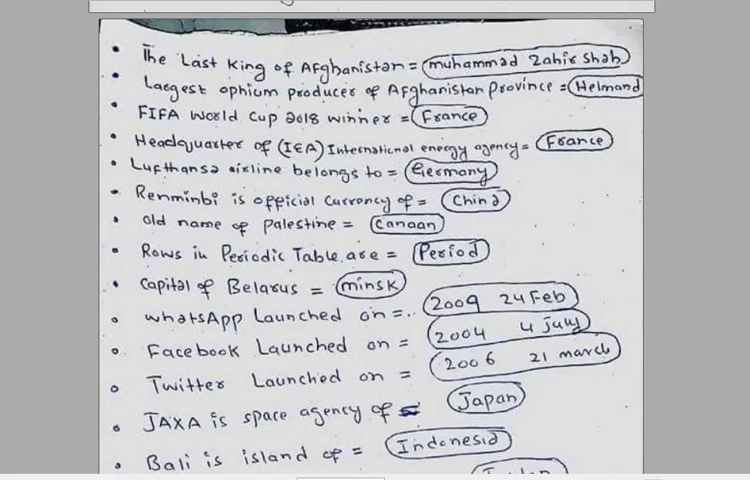 • The Last King of Afghanistan = muhammad Zahir Shah
• Largest ophium producer of Afghanistan province = Helmand
• FIFA World Cup 2018 winner = France
• Headquarter of (IEA) International energy agency = France
• Lufthansa airline belongs to = Germany
• Renminbi is official Currency of = China
• old name of palestine = Canaan
• Rows in Periodic Table are = Period
• Capital of Belarus = minsk
• whatsApp Launched on = 2009 24 Feb
• Facebook Launched on = 2004 4 july
• Twitter Launched on = 2006 21 march
• JAXA is space agency of = Japan
• Bali is island of = Indonesia